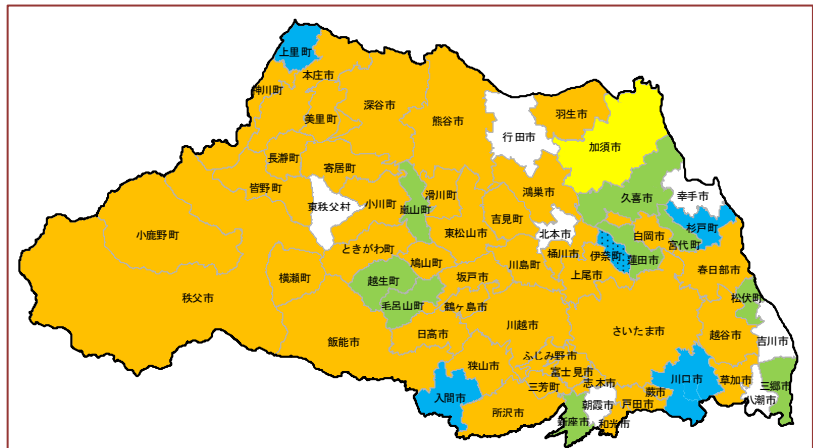 上里町
本庄市
神川町
美里町
深谷市
熊谷市
行田市
羽生市
加須市
長瀞町
寄居町
皆野町
東秩父村
小川町
嵐山町
滑川町
吉見町
鴻巣市
久喜市
幸手市
小鹿野町
東松山市
北本市
杉戸町
白岡市
宮代町
ときがわ町
桶川市
伊奈町
蓮田市
鳩山町
川島町
上尾市
春日部市
横瀬町
越生町
坂戸市
秩父市
毛呂山町
鶴ヶ島市
松伏町
飯能市
日高市
川越市
さいたま市
越谷市
吉川市
ふじみ野市
狭山市
富士見市
入間市
三芳町
志木市
川口市
草加市
三郷市
所沢市
朝霞市
戸田市
蕨市
八潮市
新座市
和光市